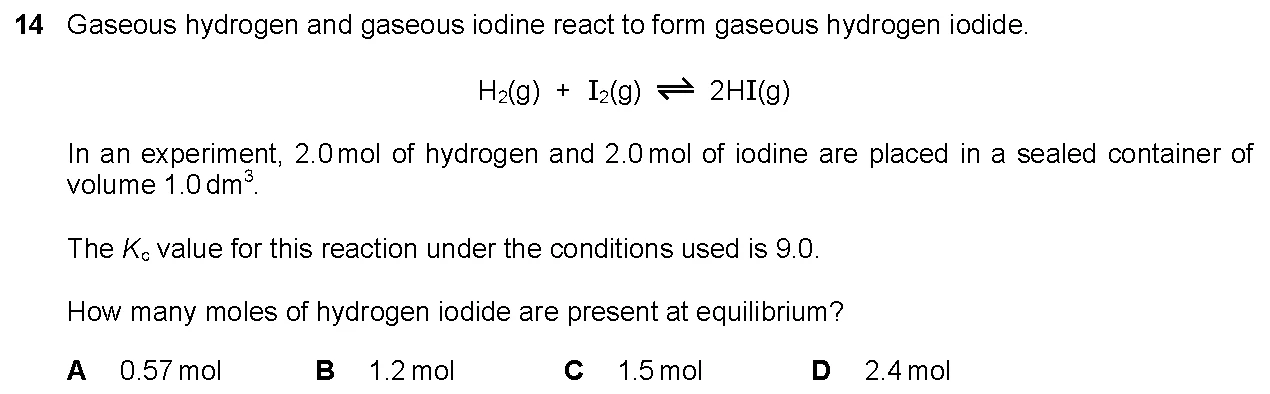 14 Gaseous hydrogen and gaseous iodine react to form gaseous hydrogen iodide.
H₂(g) + I₂(g) ⇌ 2HI(g)
In an experiment, 2.0 mol of hydrogen and 2.0 mol of iodine are placed in a sealed container of
volume 1.0 dm³.
The Kc value for this reaction under the conditions used is 9.0.
How many moles of hydrogen iodide are present at equilibrium?
A 0.57 mol B 1.2 mol C 1.5 mol D 2.4 mol